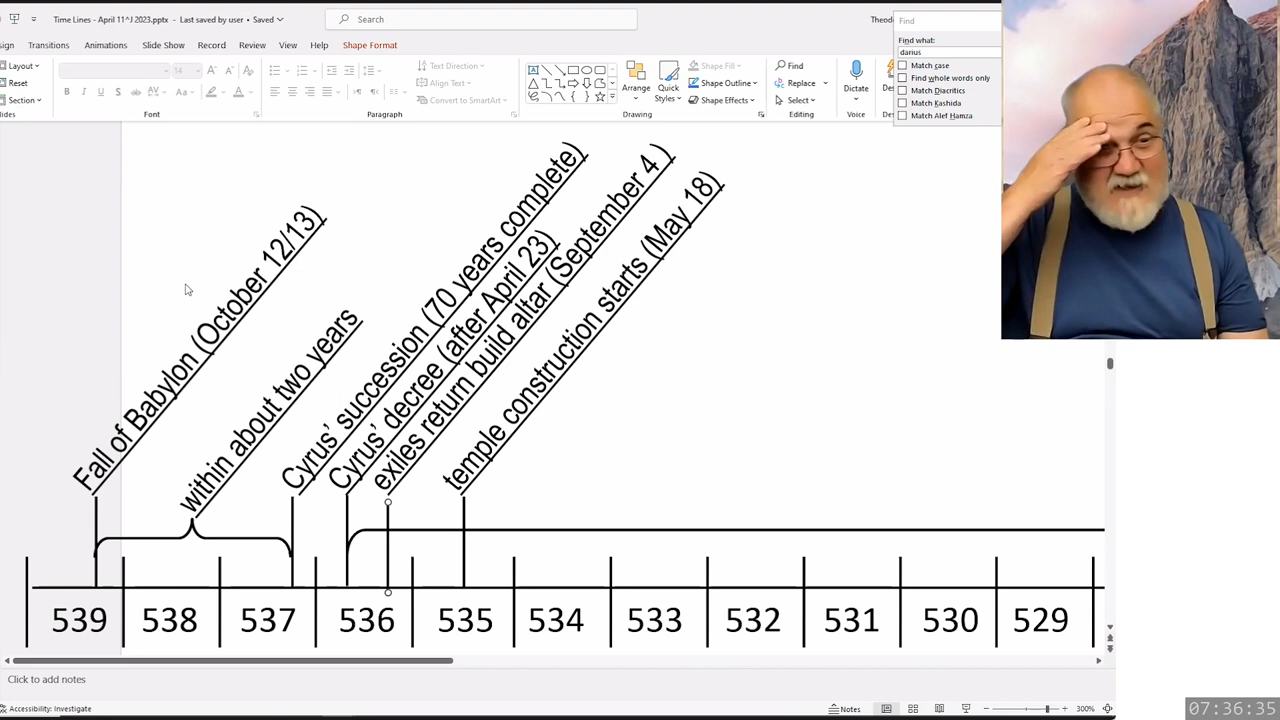 Time Lines - April 11^J 2023.pptx - Last saved by user • Saved
Search
Theod
sign Transitions Animations Slide Show Record Review View Help Shape Format
Layout
Reset
Section
14
Text Direction
Align Text
Convert to SmartArt
Arrange
Quick Styles
Shape Fill
Shape Outline
Shape Effects
Find
Replace
Select
Dictate
Des
lides
Font
Paragraph
Drawing
Editing
Voice
Find
Find what:
darius
Match case
Find whole words only
Match Diacritics
Match Kashida
Match Alef Hamza
Fall of Babylon (October 12/13)
within about two years
Cyrus’ succession (70 years complete)
Cyrus’ decree (after April 23)
exiles return build altar (September 4 )
temple construction starts (May 18)
539 538 537 536 535 534 533 532 531 530 529
Click to add notes
Accessibility: Investigate
Notes
300%
07:36:35